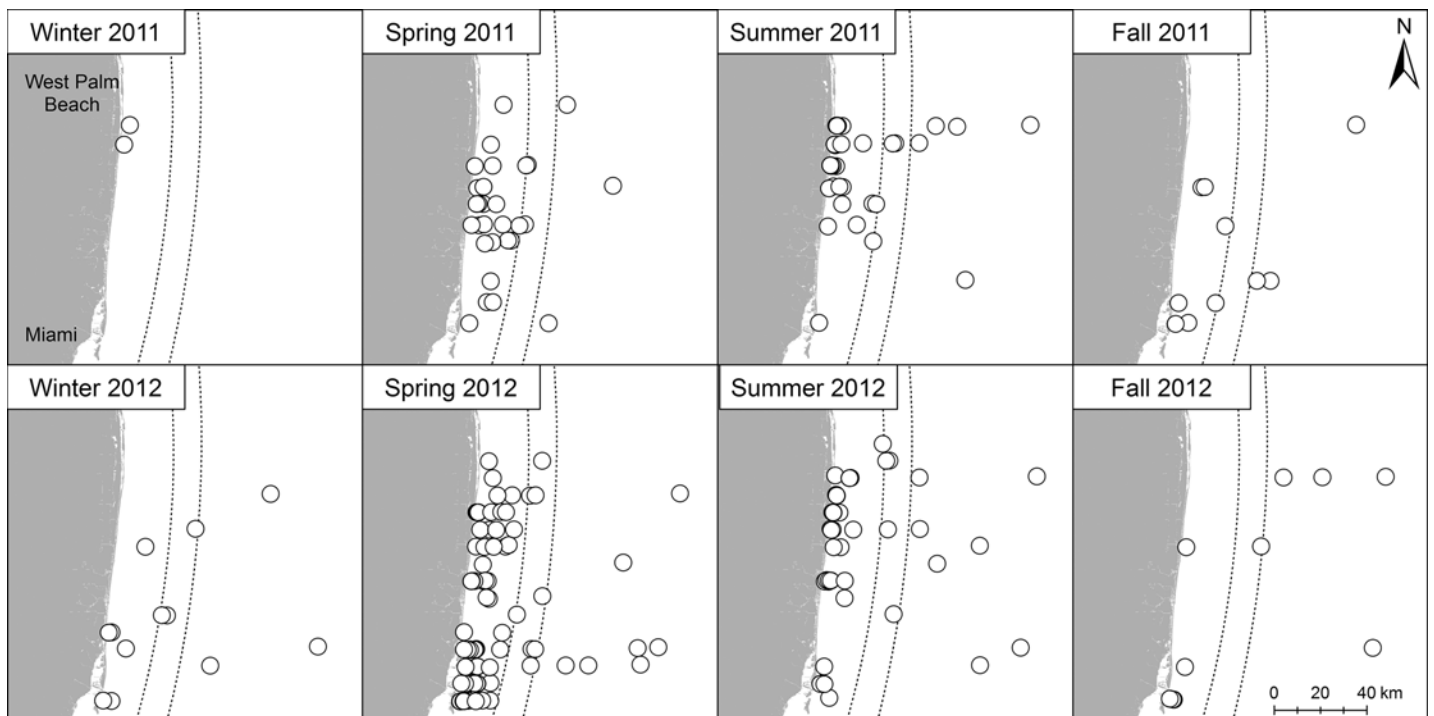 Winter 2011
Spring 2011
Summer 2011
Fall 2011
N
West Palm
Beach
Miami
Winter 2012
Spring 2012
Summer 2012
Fall 2012
0 20 40 km